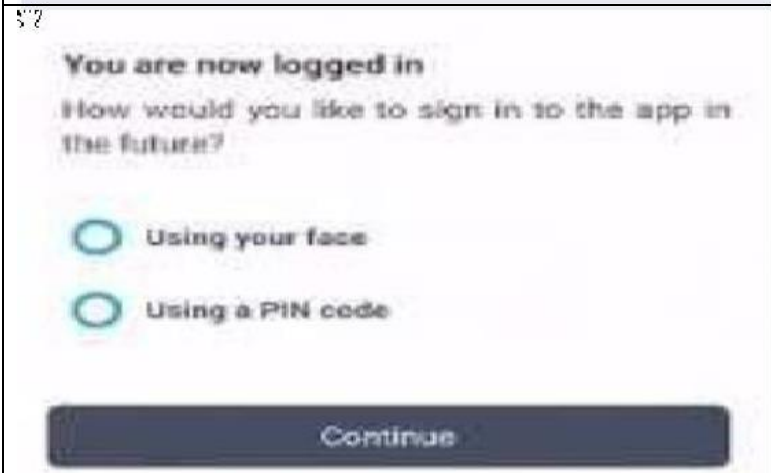 You are now logged in
How would you like to sign in to the app in
the future?
Using your face
Using a PIN code
Continue